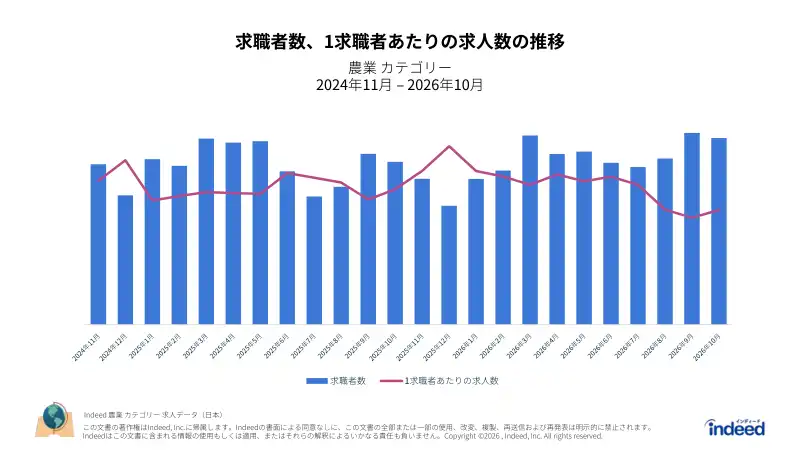 求職者数、1求職者あたりの求人数の推移
農業 カテゴリー
2024年11月 – 2026年10月
2024年11月
2024年12月
2025年1月
2025年2月
2025年3月
2025年4月
2025年5月
2025年6月
2025年7月
2025年8月
2025年9月
2025年10月
2025年11月
2025年12月
2026年1月
2026年2月
2026年3月
2026年4月
2026年5月
2026年6月
2026年7月
2026年8月
2026年9月
2026年10月
求職者数
1求職者あたりの求人数
Indeed 農業 カテゴリー 求人データ（日本）
この文書の著作権はIndeed, Inc.に帰属します。Indeedの書面による同意なしに、この文書の全部または一部の使用、改変、複製、再送信および再発表は明示的に禁止されます。
Indeedはこの文書に含まれる情報の使用もしくは適用、またはそれらの解釈によるいかなる責任も負いません。Copyright ©2026 , Indeed, Inc. All rights reserved.
インディード
indeed